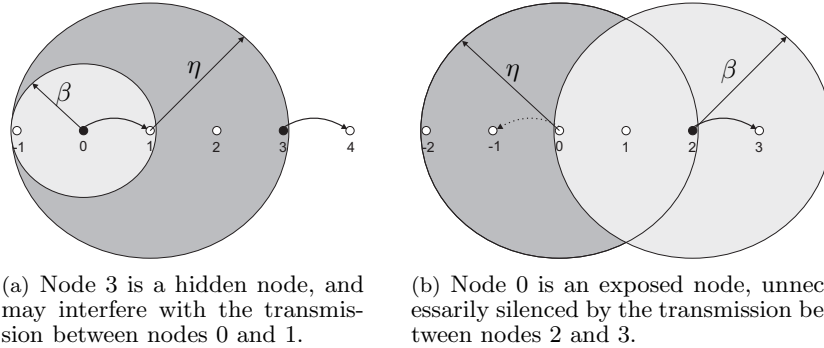 β
η
-1
0
1
2
3
4
η
β
-2
-1
0
1
2
3
(a) Node 3 is a hidden node, and
may interfere with the transmis-
sion between nodes 0 and 1.
(b) Node 0 is an exposed node, unnec
essarily silenced by the transmission be
tween nodes 2 and 3.